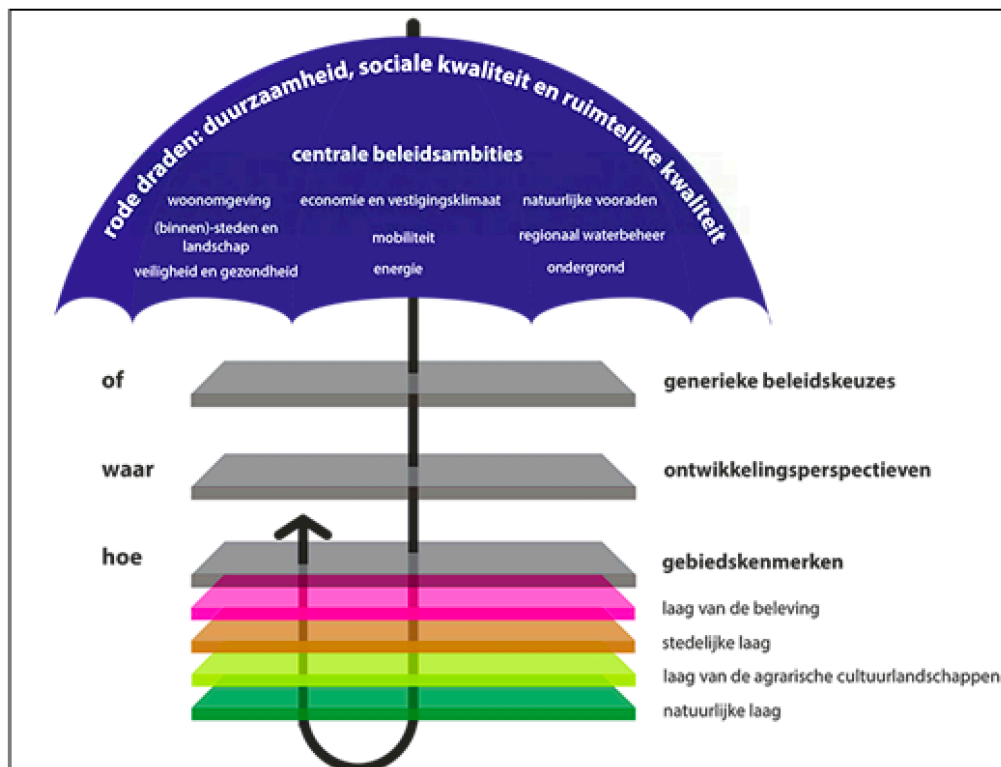 rode draden: duurzaamheid, sociale kwaliteit en ruimtelijke kwaliteit
centrale beleidsambities
woonomgeving
economie en vestigingsklimaat
natuurlijke vooraden
(binnen)-steden en
landschap
mobiliteit
regionaal waterbeheer
veiligheid en gezondheid
energie
ondergrond
of
generieke beleidskeuzes
waar
ontwikkelingsperspectieven
hoe
gebiedskenmerken
laag van de beleving
stedelijke laag
laag van de agrarische cultuurlandschappen
natuurlijke laag